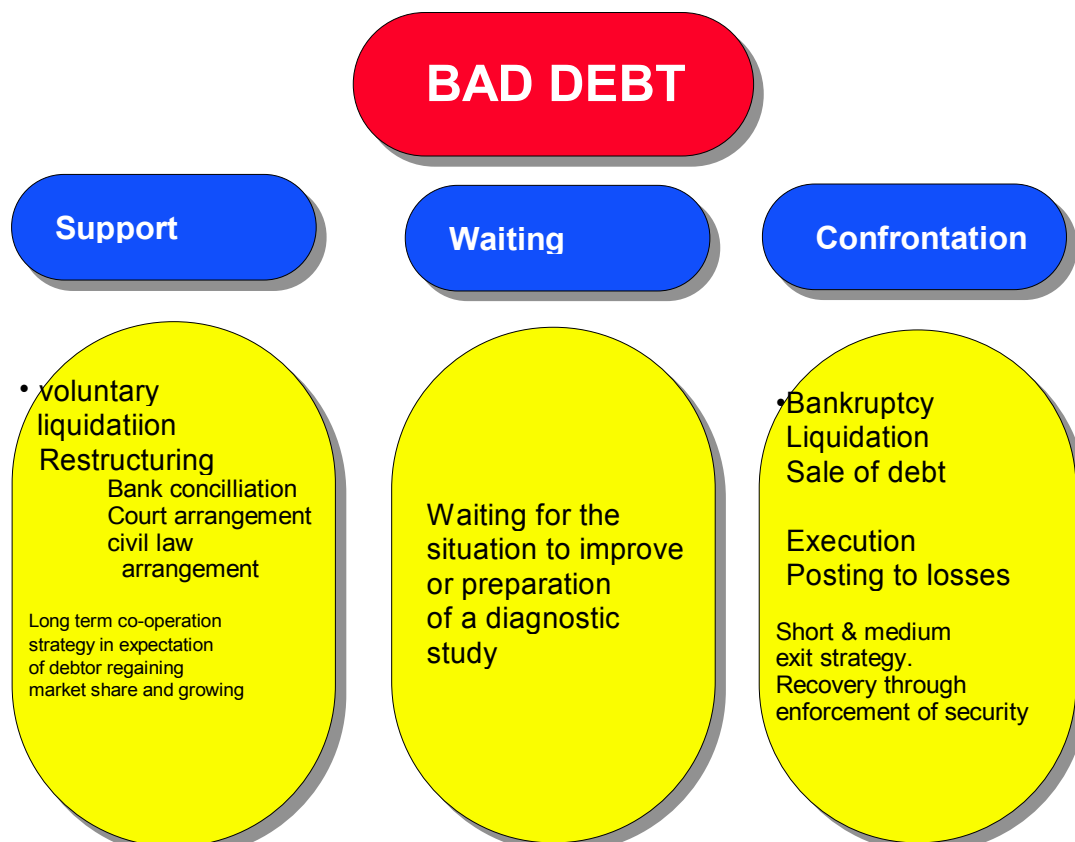 BAD DEBT
Support
Waiting
Confrontation
• voluntary
liquidatiion
Restructuring
Bank concilliation
Court arrangement
civil law
arrangement
Long term co-operation
strategy in expectation
of debtor regaining
market share and growing
Waiting for the
situation to improve
or preparation
of a diagnostic
study
•Bankruptcy
Liquidation
Sale of debt
Execution
Posting to losses
Short & medium
exit strategy.
Recovery through
enforcement of security